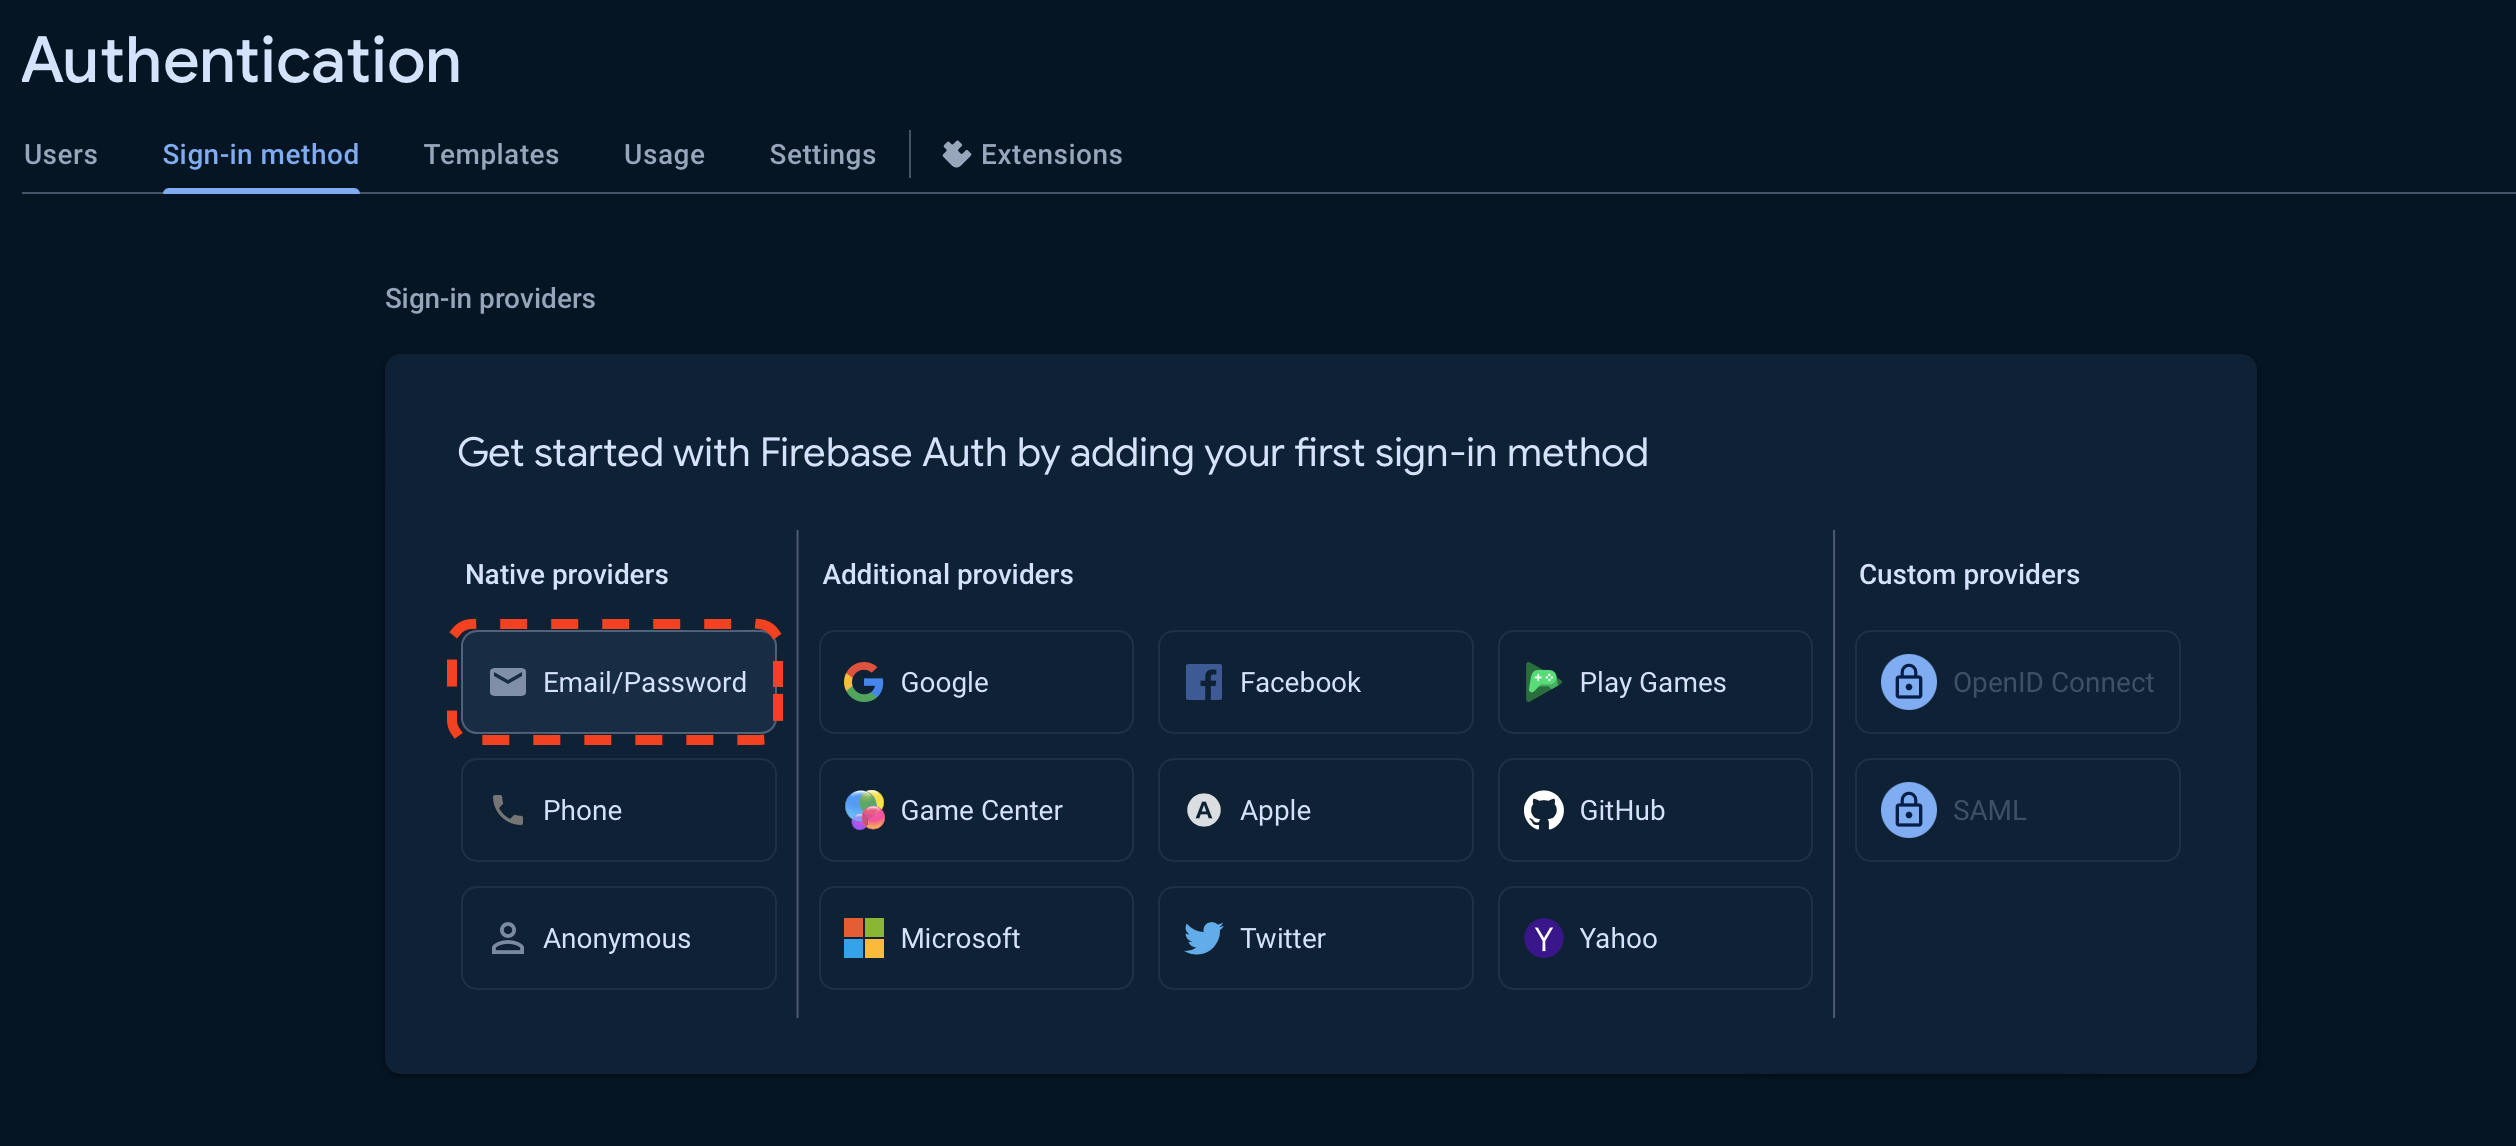 Authentication
Users Sign-in method Templates Usage Settings Extensions
Sign-in providers
Get started with Firebase Auth by adding your first sign-in method
Native providers Additional providers Custom providers
Email/Password Google Facebook Play Games OpenID Connect
Phone Game Center Apple GitHub SAML
Anonymous Microsoft Twitter Yahoo